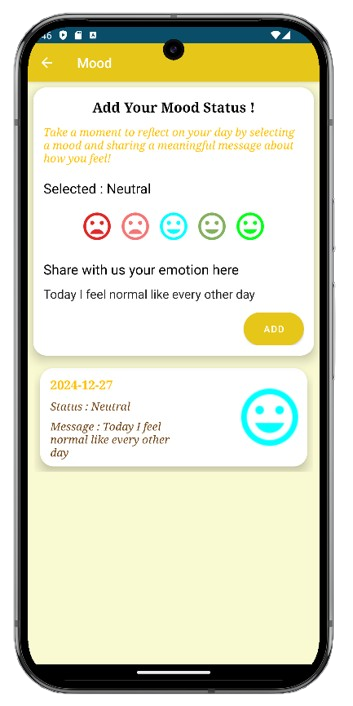 46
Mood
Add Your Mood Status !
Take a moment to reflect on your day by selecting
a mood and sharing a meaningful message about
how you feel!
Selected : Neutral
Share with us your emotion here
Today I feel normal like every other day
ADD
2024-12-27
Status : Neutral
Message : Today I feel
normal like every other
day